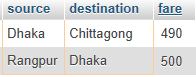 source destination fare
Dhaka Chittagong 490
Rangpur Dhaka 500